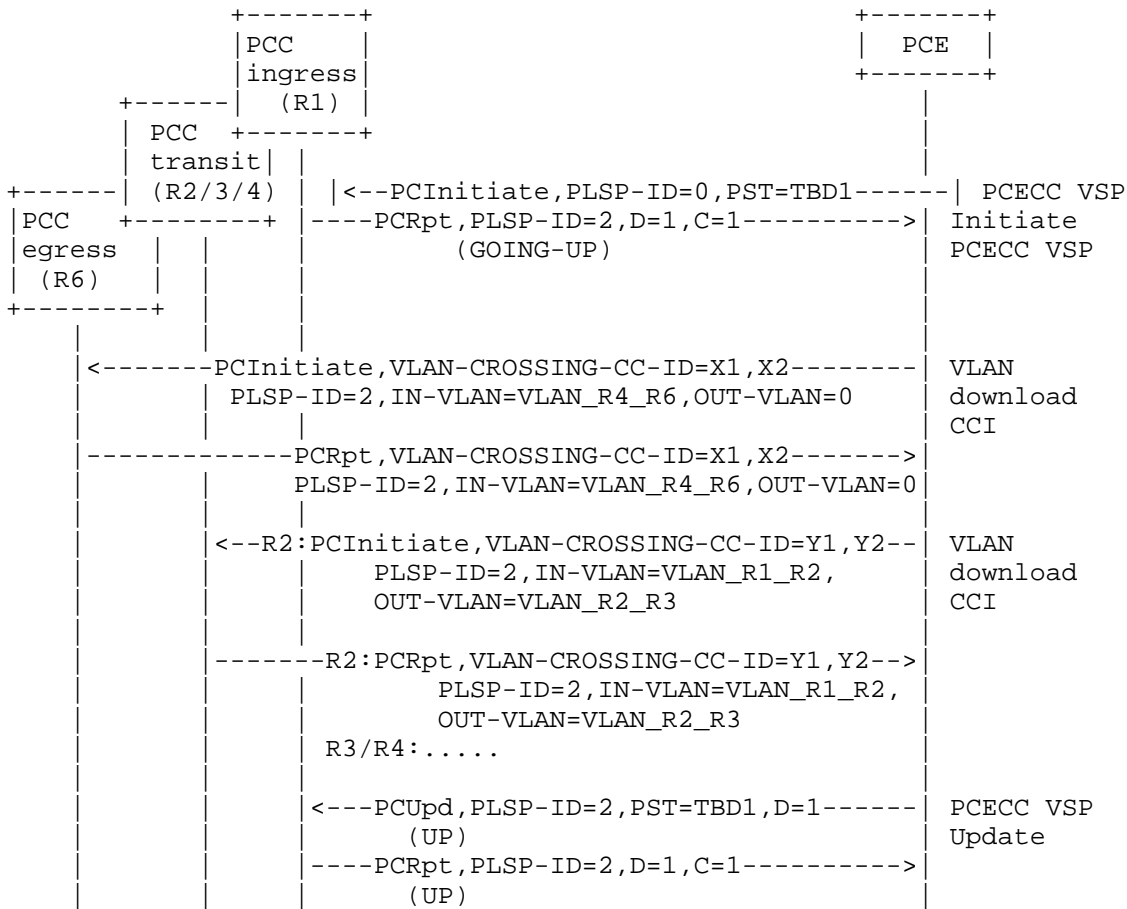 PCC PCE
ingress
(R1)
PCC
transit
(R2/3/4) <--PCInitiate,PLSP-ID=0,PST=TBD1------ PCECC VSP
PCC ----PCRpt,PLSP-ID=2,D=1,C=1----------> Initiate
egress (GOING-UP) PCECC VSP
(R6)
<-------PCInitiate,VLAN-CROSSING-CC-ID=X1,X2-------- VLAN
PLSP-ID=2,IN-VLAN=VLAN_R4_R6,OUT-VLAN=0 download
CCI
-------------PCRpt,VLAN-CROSSING-CC-ID=X1,X2------->
PLSP-ID=2,IN-VLAN=VLAN_R4_R6,OUT-VLAN=0
<--R2:PCInitiate,VLAN-CROSSING-CC-ID=Y1,Y2-- VLAN
PLSP-ID=2,IN-VLAN=VLAN_R1_R2, download
OUT-VLAN=VLAN_R2_R3 CCI
-------R2:PCRpt,VLAN-CROSSING-CC-ID=Y1,Y2-->
PLSP-ID=2,IN-VLAN=VLAN_R1_R2,
OUT-VLAN=VLAN_R2_R3
R3/R4:.....
<---PCUpd,PLSP-ID=2,PST=TBD1,D=1------ PCECC VSP
(UP) Update
----PCRpt,PLSP-ID=2,D=1,C=1---------->
(UP)